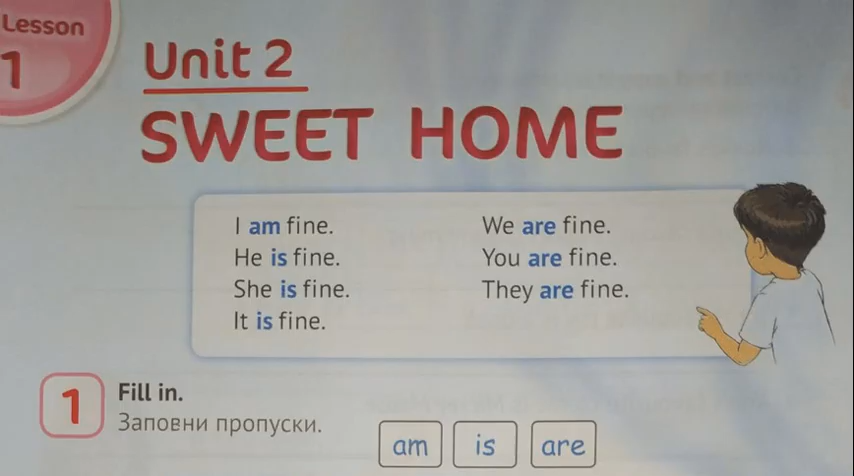 Lesson
1
Unit 2
SWEET HOME
I am fine.
He is fine.
She is fine.
It is fine.
We are fine.
You are fine.
They are fine.
1
Fill in.
Заповни пропуски.
am is are